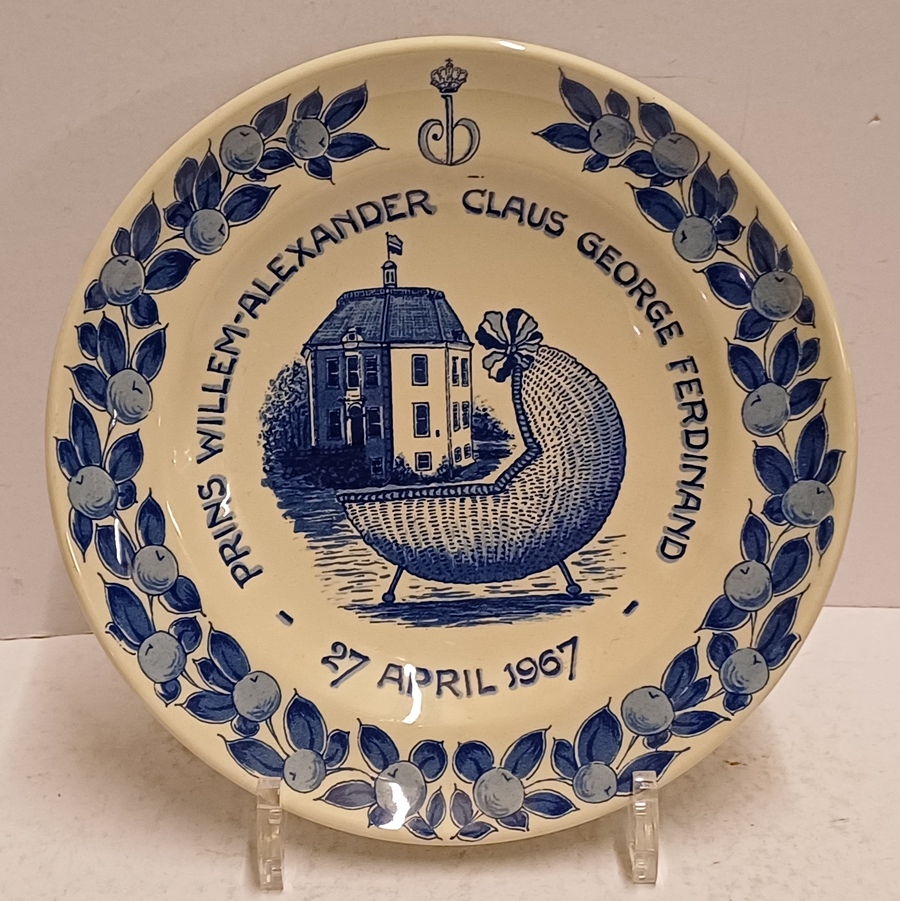 PRINS WILLEM-ALEXANDER CLAUS GEORGE FERDINAND
- 27 APRIL 1967 -